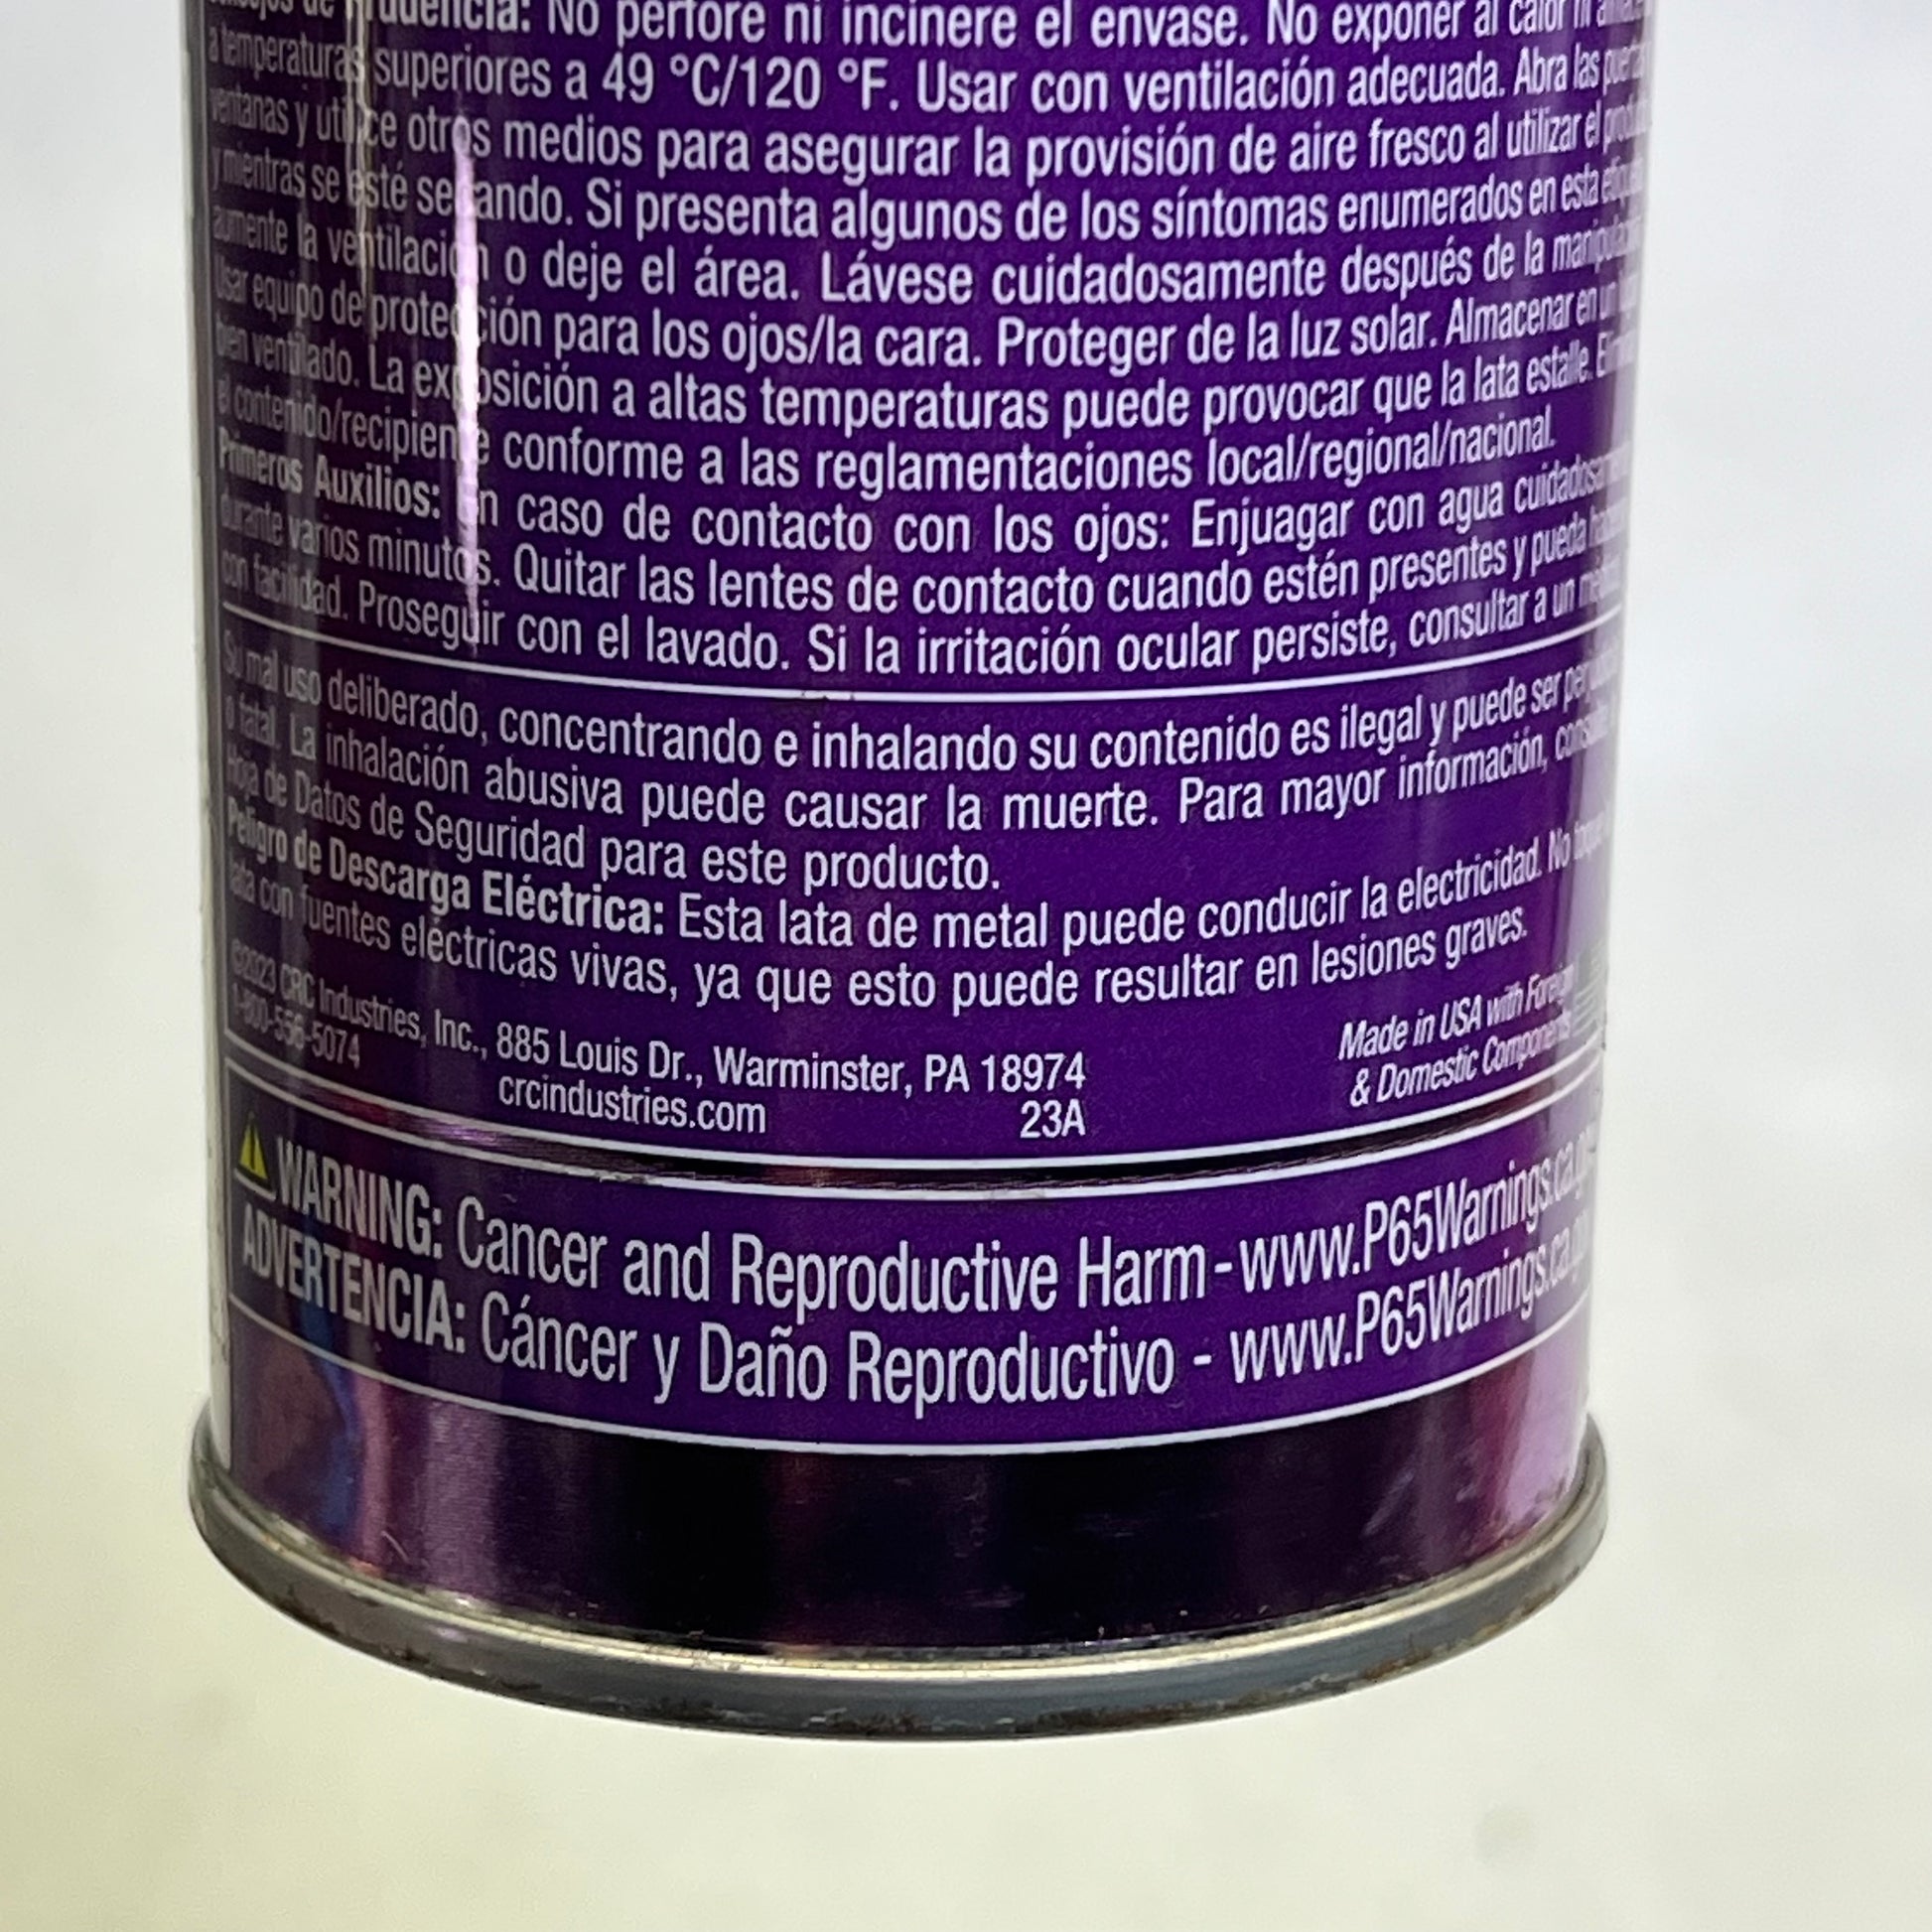 Prudencia: No perfore ni incinere el envase. No exponer al calor ni
a temperaturas superiores a 49 °C/120 °F. Usar con ventilación adecuada. Abra las
ventanas y utilice otros medios para asegurar la provisión de aire fresco al utilizar el
y mientras se esté secando. Si presenta algunos de los síntomas enumerados en esta
aumente la ventilación o deje el área. Lávese cuidadosamente después de la
Usar equipo de protección para los ojos/la cara. Proteger de la luz solar. Almacenar en un
bien ventilado. La exposición a altas temperaturas puede provocar que la lata estalle.
el contenido/recipiente conforme a las reglamentaciones local/regional/nacional.
Primeros Auxilios: En caso de contacto con los ojos: Enjuagar con agua
durante varios minutos. Quitar las lentes de contacto cuando estén presentes y pueda
con facilidad. Proseguir con el lavado. Si la irritación ocular persiste, consultar a un
Su mal uso deliberado, concentrando e inhalando su contenido es ilegal y puede ser
o fatal. La inhalación abusiva puede causar la muerte. Para mayor información,
Hoja de Datos de Seguridad para este producto.
Peligro de Descarga Eléctrica: Esta lata de metal puede conducir la electricidad. No
lata con fuentes eléctricas vivas, ya que esto puede resultar en lesiones graves.
©2023 CRC Industries, Inc., 885 Louis Dr., Warminster, PA 18974
1-800-556-5074 crcindustries.com 23A
Made in USA with Foreign
& Domestic Components
WARNING: Cancer and Reproductive Harm-www.P65Warnings.ca.gov
ADVERTENCIA: Cáncer y Daño Reproductivo - www.P65Warnings.ca.gov